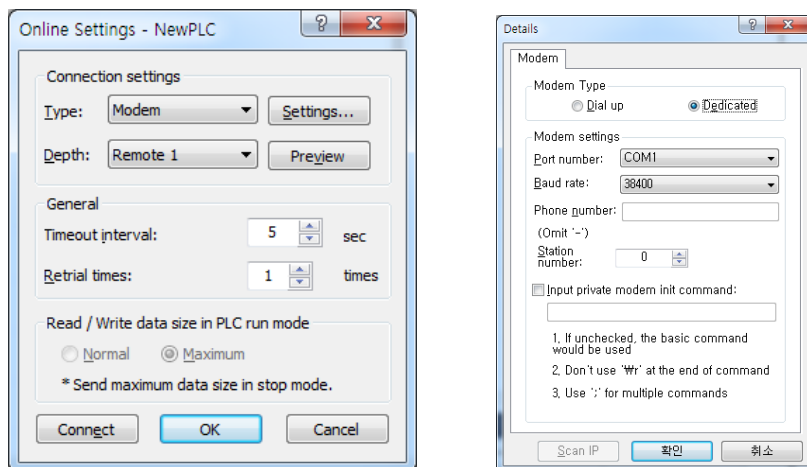 Online Settings - NewPLC
Connection settings
Type: Modem Settings...
Depth: Remote 1 Preview
General
Timeout interval: 5 sec
Retrial times: 1 times
Read / Write data size in PLC run mode
Normal Maximum
* Send maximum data size in stop mode.
Connect OK Cancel
Details
Modem
Modem Type
Dial up Dedicated
Modem settings
Port number: COM1
Baud rate: 38400
Phone number:
(Omit '-')
Station
number: 0
Input private modem init command:
1, If unchecked, the basic command
would be used
2, Don't use '₩r' at the end of command
3, Use ';' for multiple commands
Scan IP 확인 취소